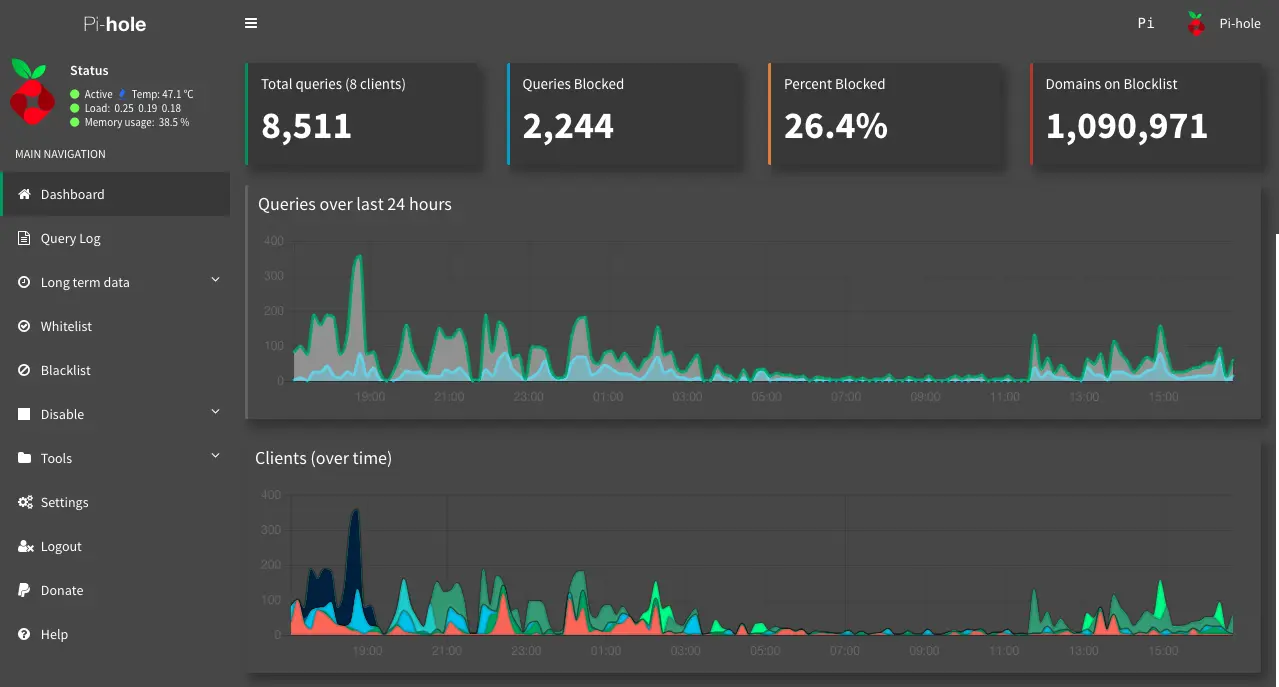 Pi-hole
Pi
Pi-hole
Status
Active Temp: 47.1 °C
Load: 0.25 0.19 0.18
Memory usage: 38.5 %
MAIN NAVIGATION
Dashboard
Query Log
Long term data
Whitelist
Blacklist
Disable
Tools
Settings
Logout
Donate
Help
Total queries (8 clients)
8,511
Queries Blocked
2,244
Percent Blocked
26.4%
Domains on Blocklist
1,090,971
Queries over last 24 hours
400
300
200
100
0
19:00 21:00 23:00 01:00 03:00 05:00 07:00 09:00 11:00 13:00 15:00
Clients (over time)
400
300
200
100
0
19:00 21:00 23:00 01:00 03:00 05:00 07:00 09:00 11:00 13:00 15:00